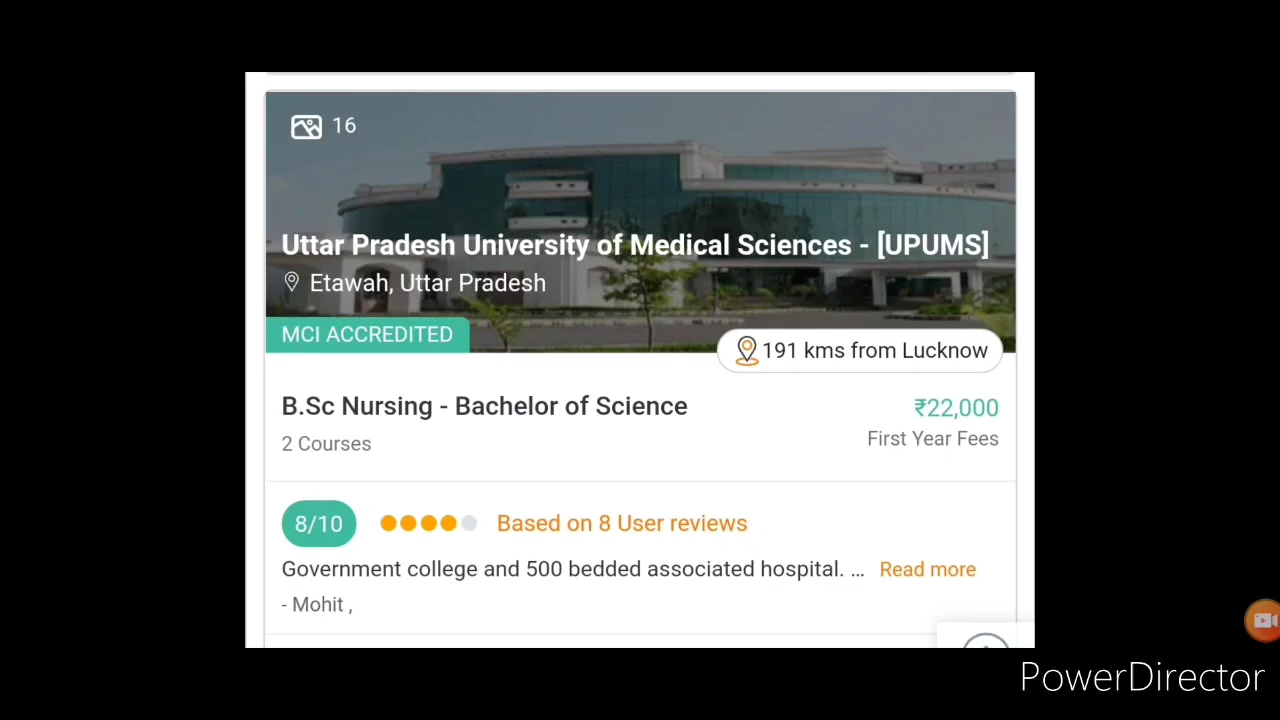 16
Uttar Pradesh University of Medical Sciences - [UPUMS]
Etawah, Uttar Pradesh
MCI ACCREDITED
191 kms from Lucknow
B.Sc Nursing - Bachelor of Science
₹22,000
2 Courses
First Year Fees
8/10
Based on 8 User reviews
Government college and 500 bedded associated hospital. ... Read more
- Mohit ,
PowerDirector